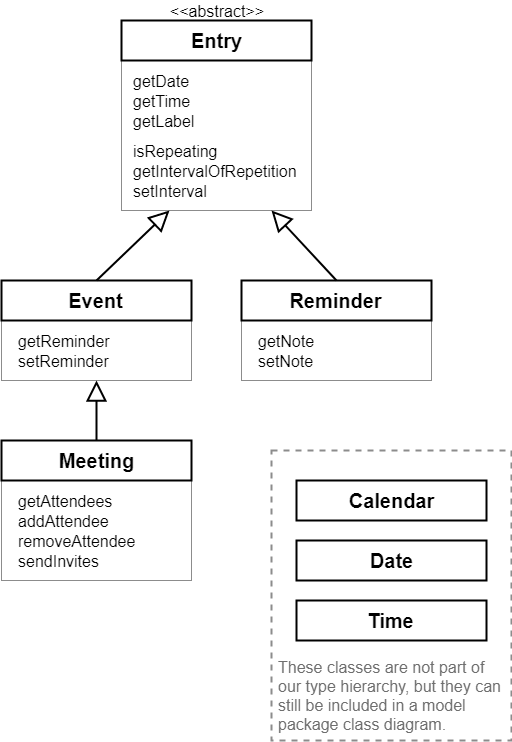 <<abstract>>
Entry
getDate
getTime
getLabel
isRepeating
getIntervalOfRepetition
setInterval
Event
getReminder
setReminder
Reminder
getNote
setNote
Meeting
getAttendees
addAttendee
removeAttendee
sendInvites
Calendar
Date
Time
These classes are not part of
our type hierarchy, but they can
still be included in a model
package class diagram.